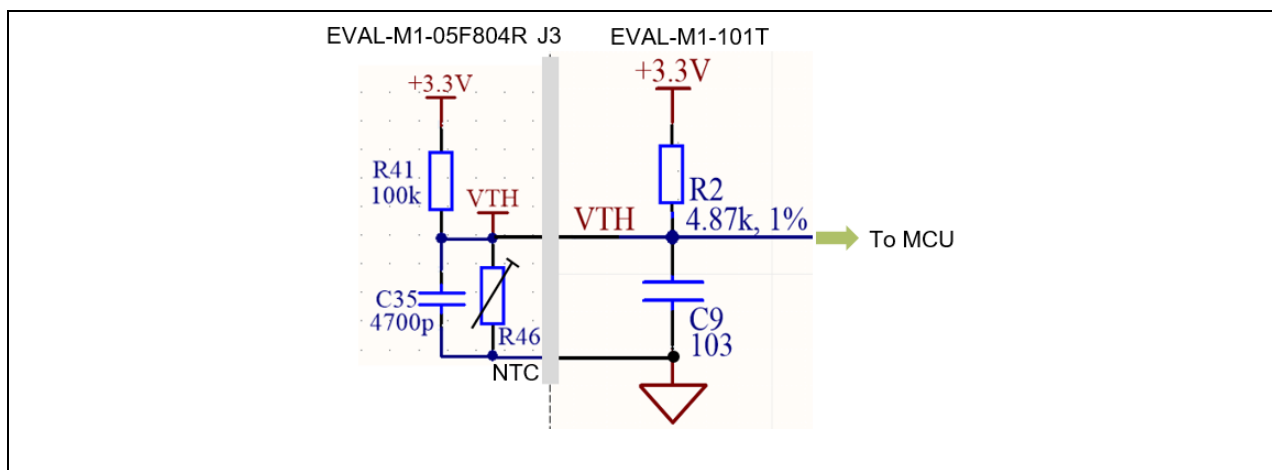 EVAL-M1-05F804R J3 EVAL-M1-101T
+3.3V
+3.3V
R41
100k
VTH
VTH
R2
4.87k, 1%
To MCU
C35
4700p
R46
C9
103
NTC